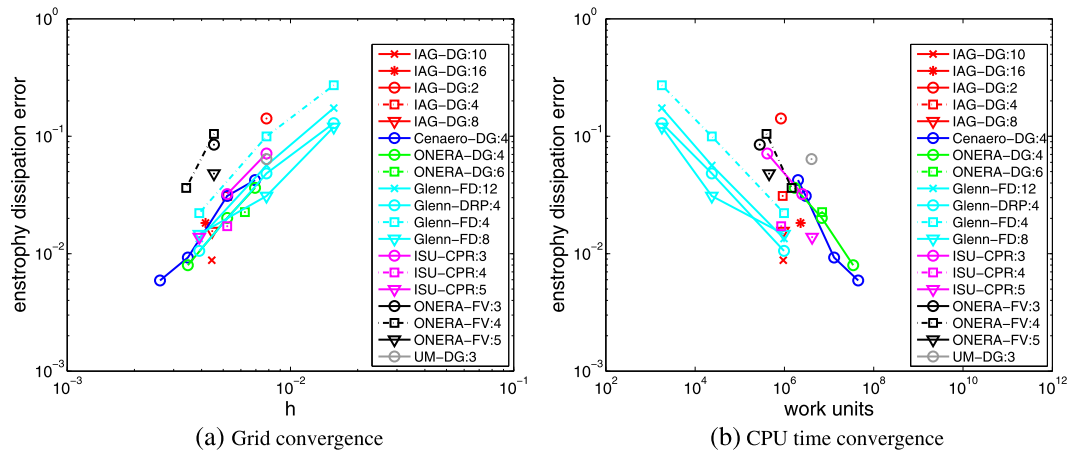 10^0
10^-1
10^-2
10^-3
enstrophy dissipation error
10^-3
10^-2
10^-1
h
IAG-DG:10
IAG-DG:16
IAG-DG:2
IAG-DG:4
IAG-DG:8
Cenaero-DG:4
ONERA-DG:4
ONERA-DG:6
Glenn-FD:12
Glenn-DRP:4
Glenn-FD:4
Glenn-FD:8
ISU-CPR:3
ISU-CPR:4
ISU-CPR:5
ONERA-FV:3
ONERA-FV:4
ONERA-FV:5
UM-DG:3
(a) Grid convergence
10^0
10^-1
10^-2
10^-3
enstrophy dissipation error
10^2
10^4
10^6
10^8
10^10
10^12
work units
IAG-DG:10
IAG-DG:16
IAG-DG:2
IAG-DG:4
IAG-DG:8
Cenaero-DG:4
ONERA-DG:4
ONERA-DG:6
Glenn-FD:12
Glenn-DRP:4
Glenn-FD:4
Glenn-FD:8
ISU-CPR:3
ISU-CPR:4
ISU-CPR:5
ONERA-FV:3
ONERA-FV:4
ONERA-FV:5
UM-DG:3
(b) CPU time convergence